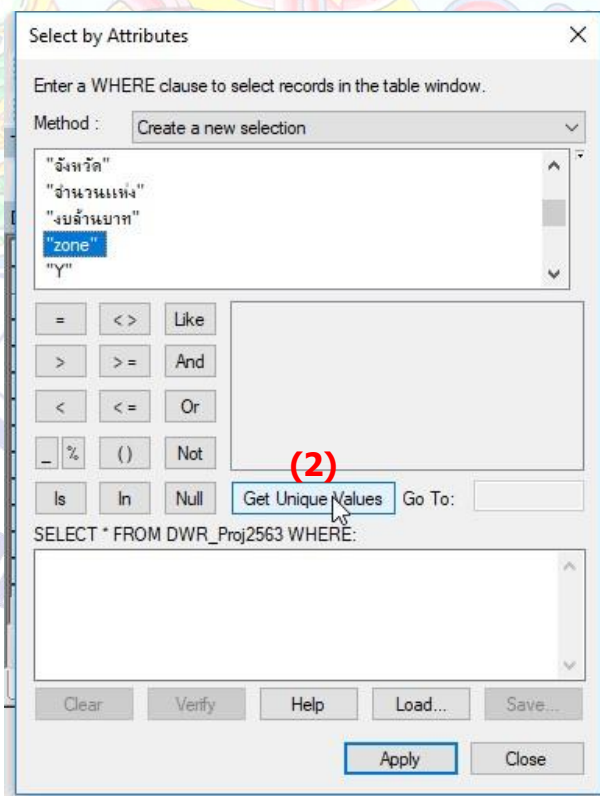 Select by Attributes
Enter a WHERE clause to select records in the table window.
Method : Create a new selection
"จังหวัด"
"จำนวนแห่ง"
"งบล้านบาท"
"zone"
"Y"
= < > Like
> > = And
< < = Or
_ % ( ) Not
(2)
Is In Null Get Unique Values Go To:
SELECT * FROM DWR_Proj2563 WHERE:
Clear Verify Help Load... Save...
Apply Close